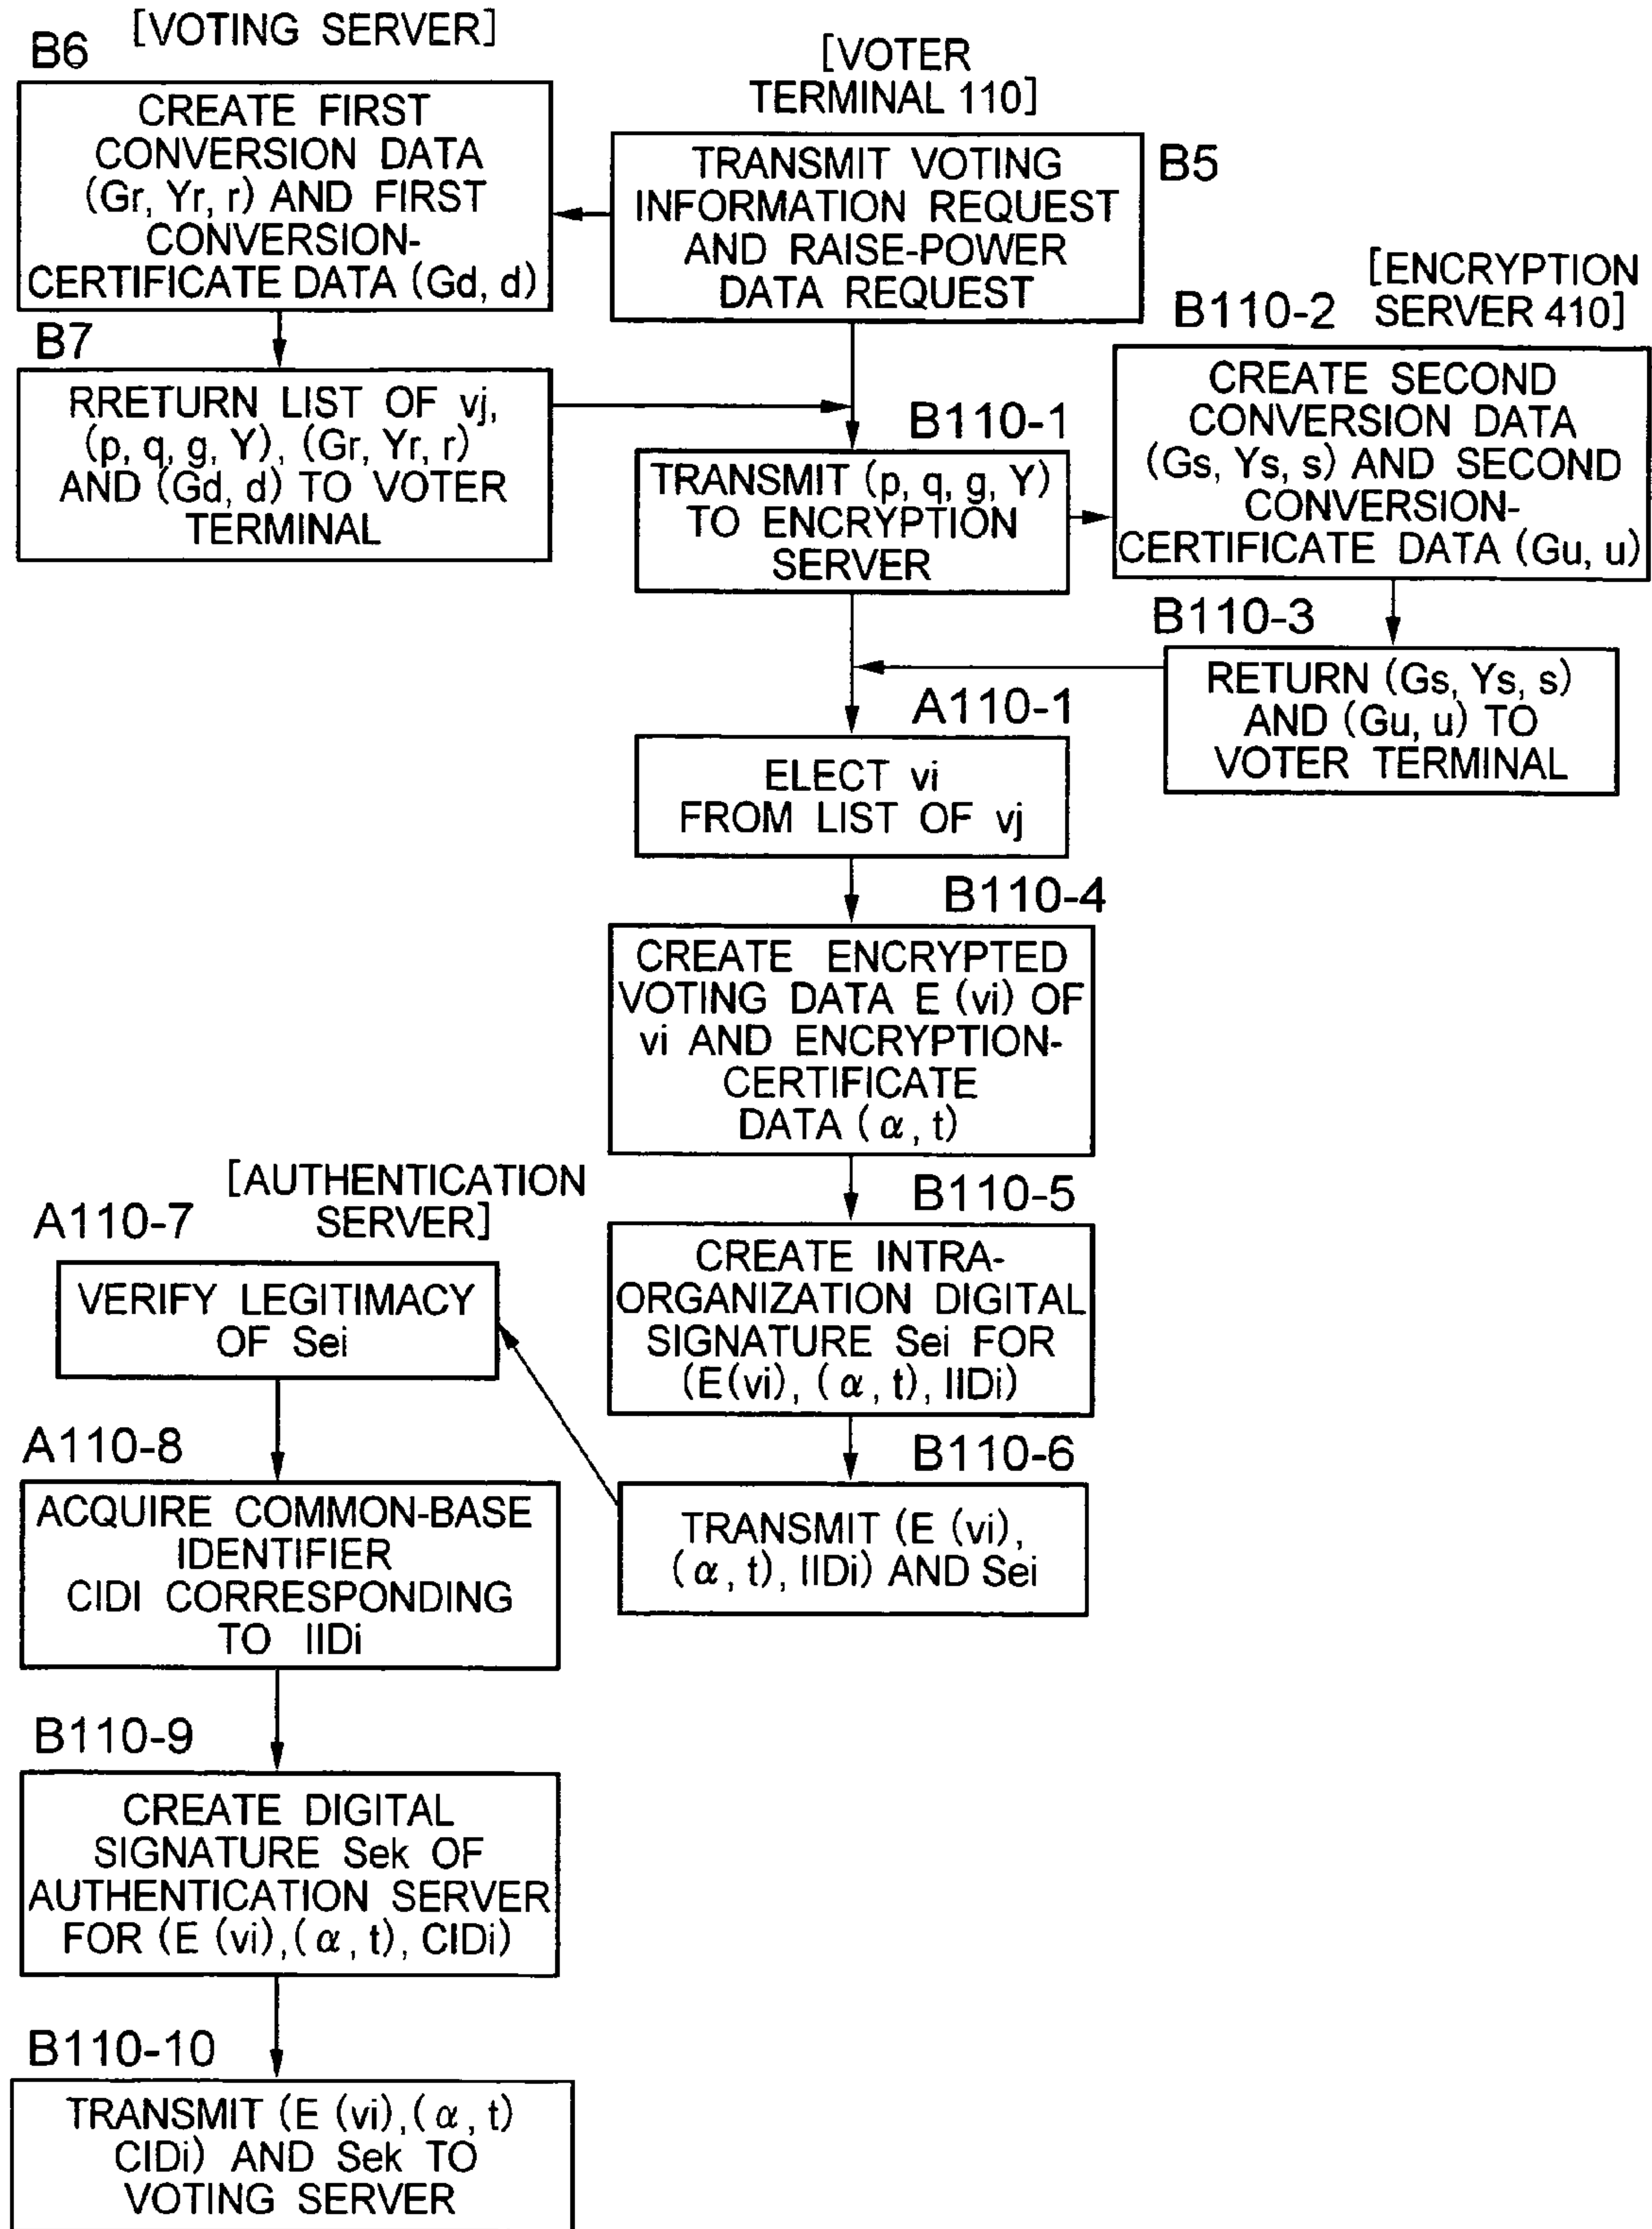 B6 [VOTING SERVER]
CREATE FIRST
CONVERSION DATA
(Gr, Yr, r) AND FIRST
CONVERSION-
CERTIFICATE DATA (Gd, d)
[VOTER
TERMINAL 110]
TRANSMIT VOTING
INFORMATION REQUEST
AND RAISE-POWER
DATA REQUEST
B5
B7
RRETURN LIST OF vj,
(p, q, g, Y), (Gr, Yr, r)
AND (Gd, d) TO VOTER
TERMINAL
B110-1
TRANSMIT (p, q, g, Y)
TO ENCRYPTION
SERVER
[ENCRYPTION
SERVER 410]
B110-2
CREATE SECOND
CONVERSION DATA
(Gs, Ys, s) AND SECOND
CONVERSION-
CERTIFICATE DATA (Gu, u)
B110-3
RETURN (Gs, Ys, s)
AND (Gu, u) TO
VOTER TERMINAL
A110-1
ELECT vi
FROM LIST OF vj
B110-4
CREATE ENCRYPTED
VOTING DATA E (vi) OF
vi AND ENCRYPTION-
CERTIFICATE
DATA (α, t)
B110-5
CREATE INTRA-
ORGANIZATION DIGITAL
SIGNATURE Sei FOR
(E(vi), (α, t), IIDi)
B110-6
TRANSMIT (E (vi),
(α, t), IIDi) AND Sei
[AUTHENTICATION
SERVER]
A110-7
VERIFY LEGITIMACY
OF Sei
A110-8
ACQUIRE COMMON-BASE
IDENTIFIER
CIDI CORRESPONDING
TO IIDi
B110-9
CREATE DIGITAL
SIGNATURE Sek OF
AUTHENTICATION SERVER
FOR (E (vi), (α, t), CIDi)
B110-10
TRANSMIT (E (vi), (α, t)
CIDi) AND Sek TO
VOTING SERVER